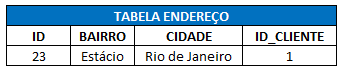 TABELA ENDEREÇO
ID BAIRRO CIDADE ID_CLIENTE
23 Estácio Rio de Janeiro 1